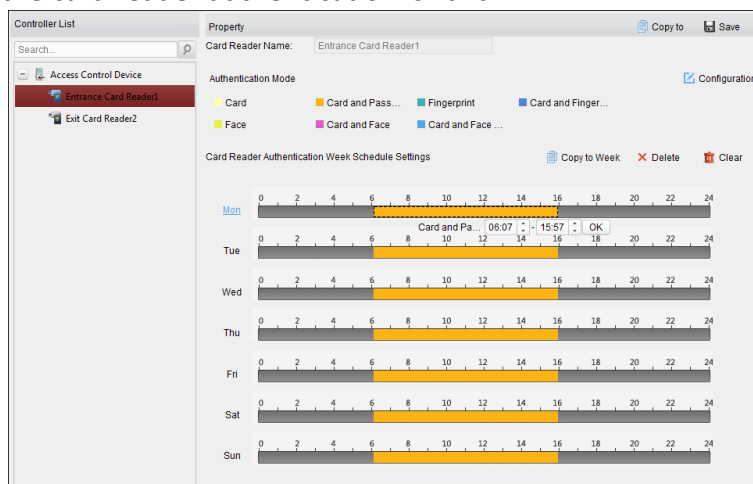 Controller List
Search...
Access Control Device
Entrance Card Reader1
Exit Card Reader2
Property
Copy to
Save
Card Reader Name:
Entrance Card Reader1
Authentication Mode
Configuration
Card
Card and Pass...
Fingerprint
Card and Finger...
Face
Card and Face
Card and Face ...
Card Reader Authentication Week Schedule Settings
Copy to Week
Delete
Clear
0 2 4 6 8 10 12 14 16 18 20 22 24
Mon
Card and Pa... 06:07 - 15:57 OK
0 2 4 6 8 10 12 14 16 18 20 22 24
Tue
0 2 4 6 8 10 12 14 16 18 20 22 24
Wed
0 2 4 6 8 10 12 14 16 18 20 22 24
Thu
0 2 4 6 8 10 12 14 16 18 20 22 24
Fri
0 2 4 6 8 10 12 14 16 18 20 22 24
Sat
0 2 4 6 8 10 12 14 16 18 20 22 24
Sun